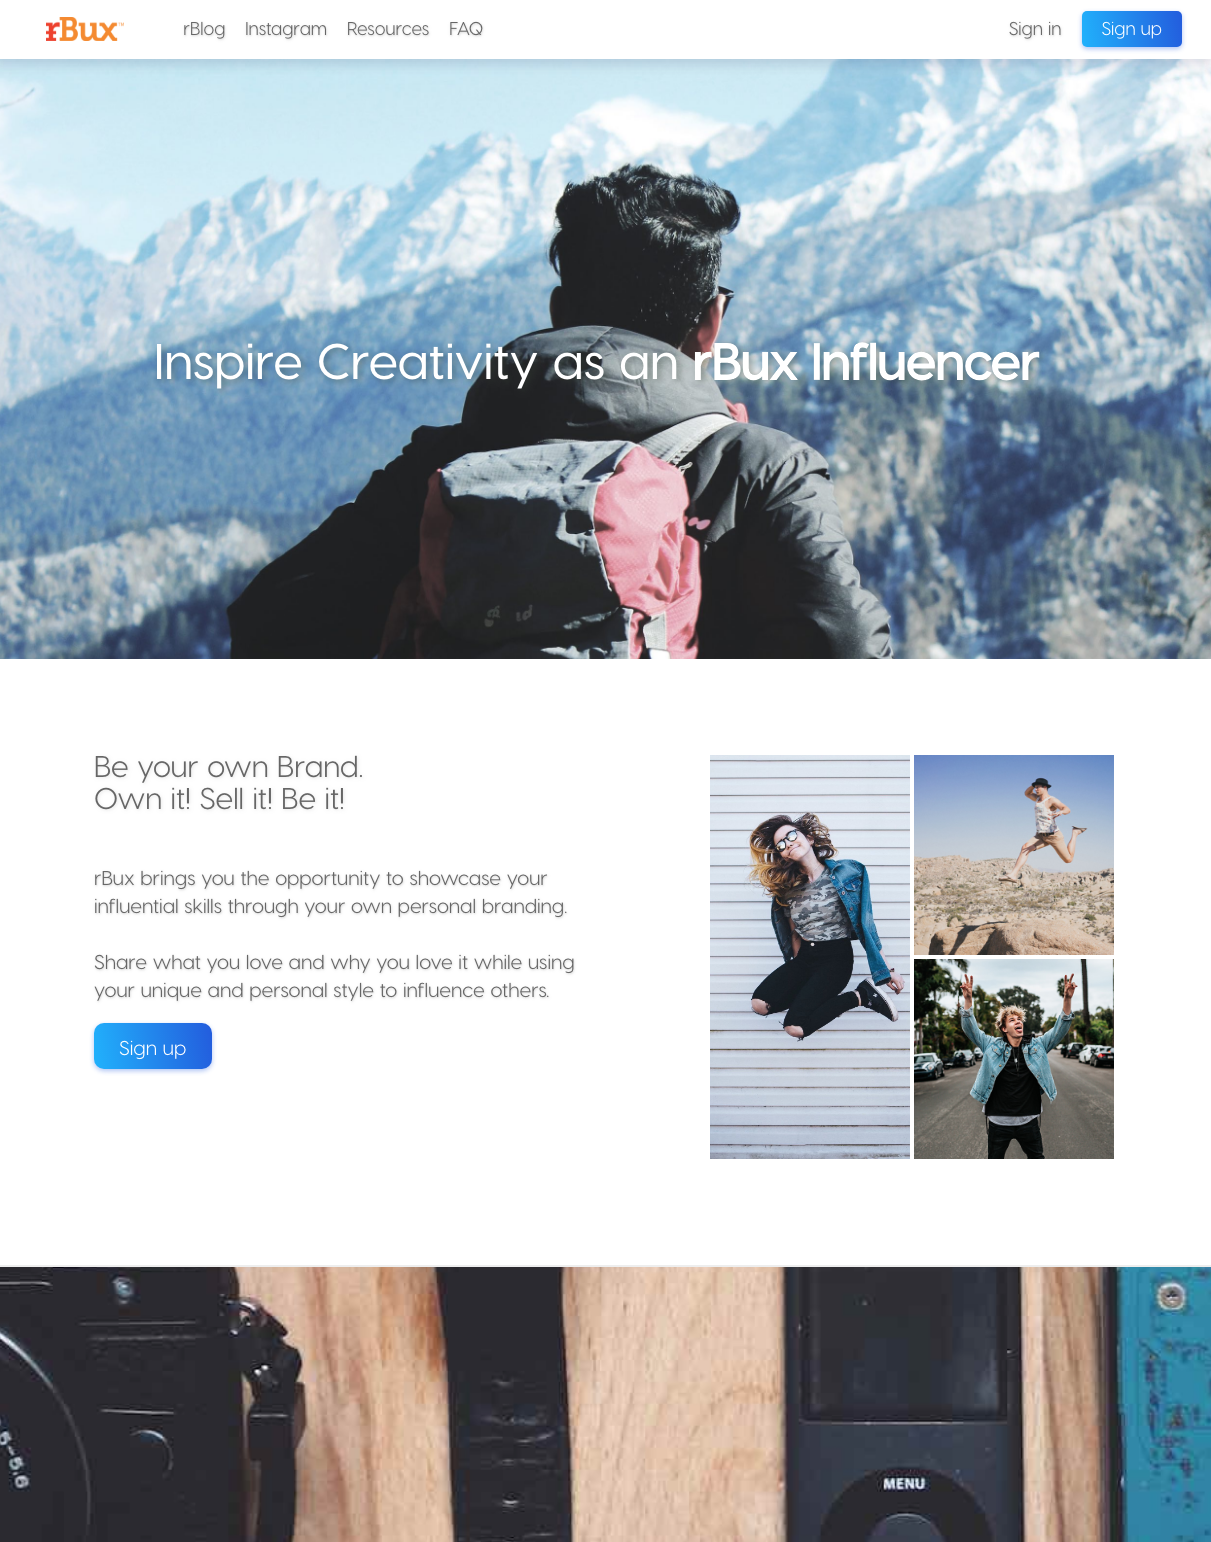 rBux™
rBlog Instagram Resources FAQ
Sign in Sign up
Inspire Creativity as an rBux Influencer
Be your own Brand.
Own it! Sell it! Be it!
rBux brings you the opportunity to showcase your
influential skills through your own personal branding.
Share what you love and why you love it while using
your unique and personal style to influence others.
Sign up
5-5.6
MENU